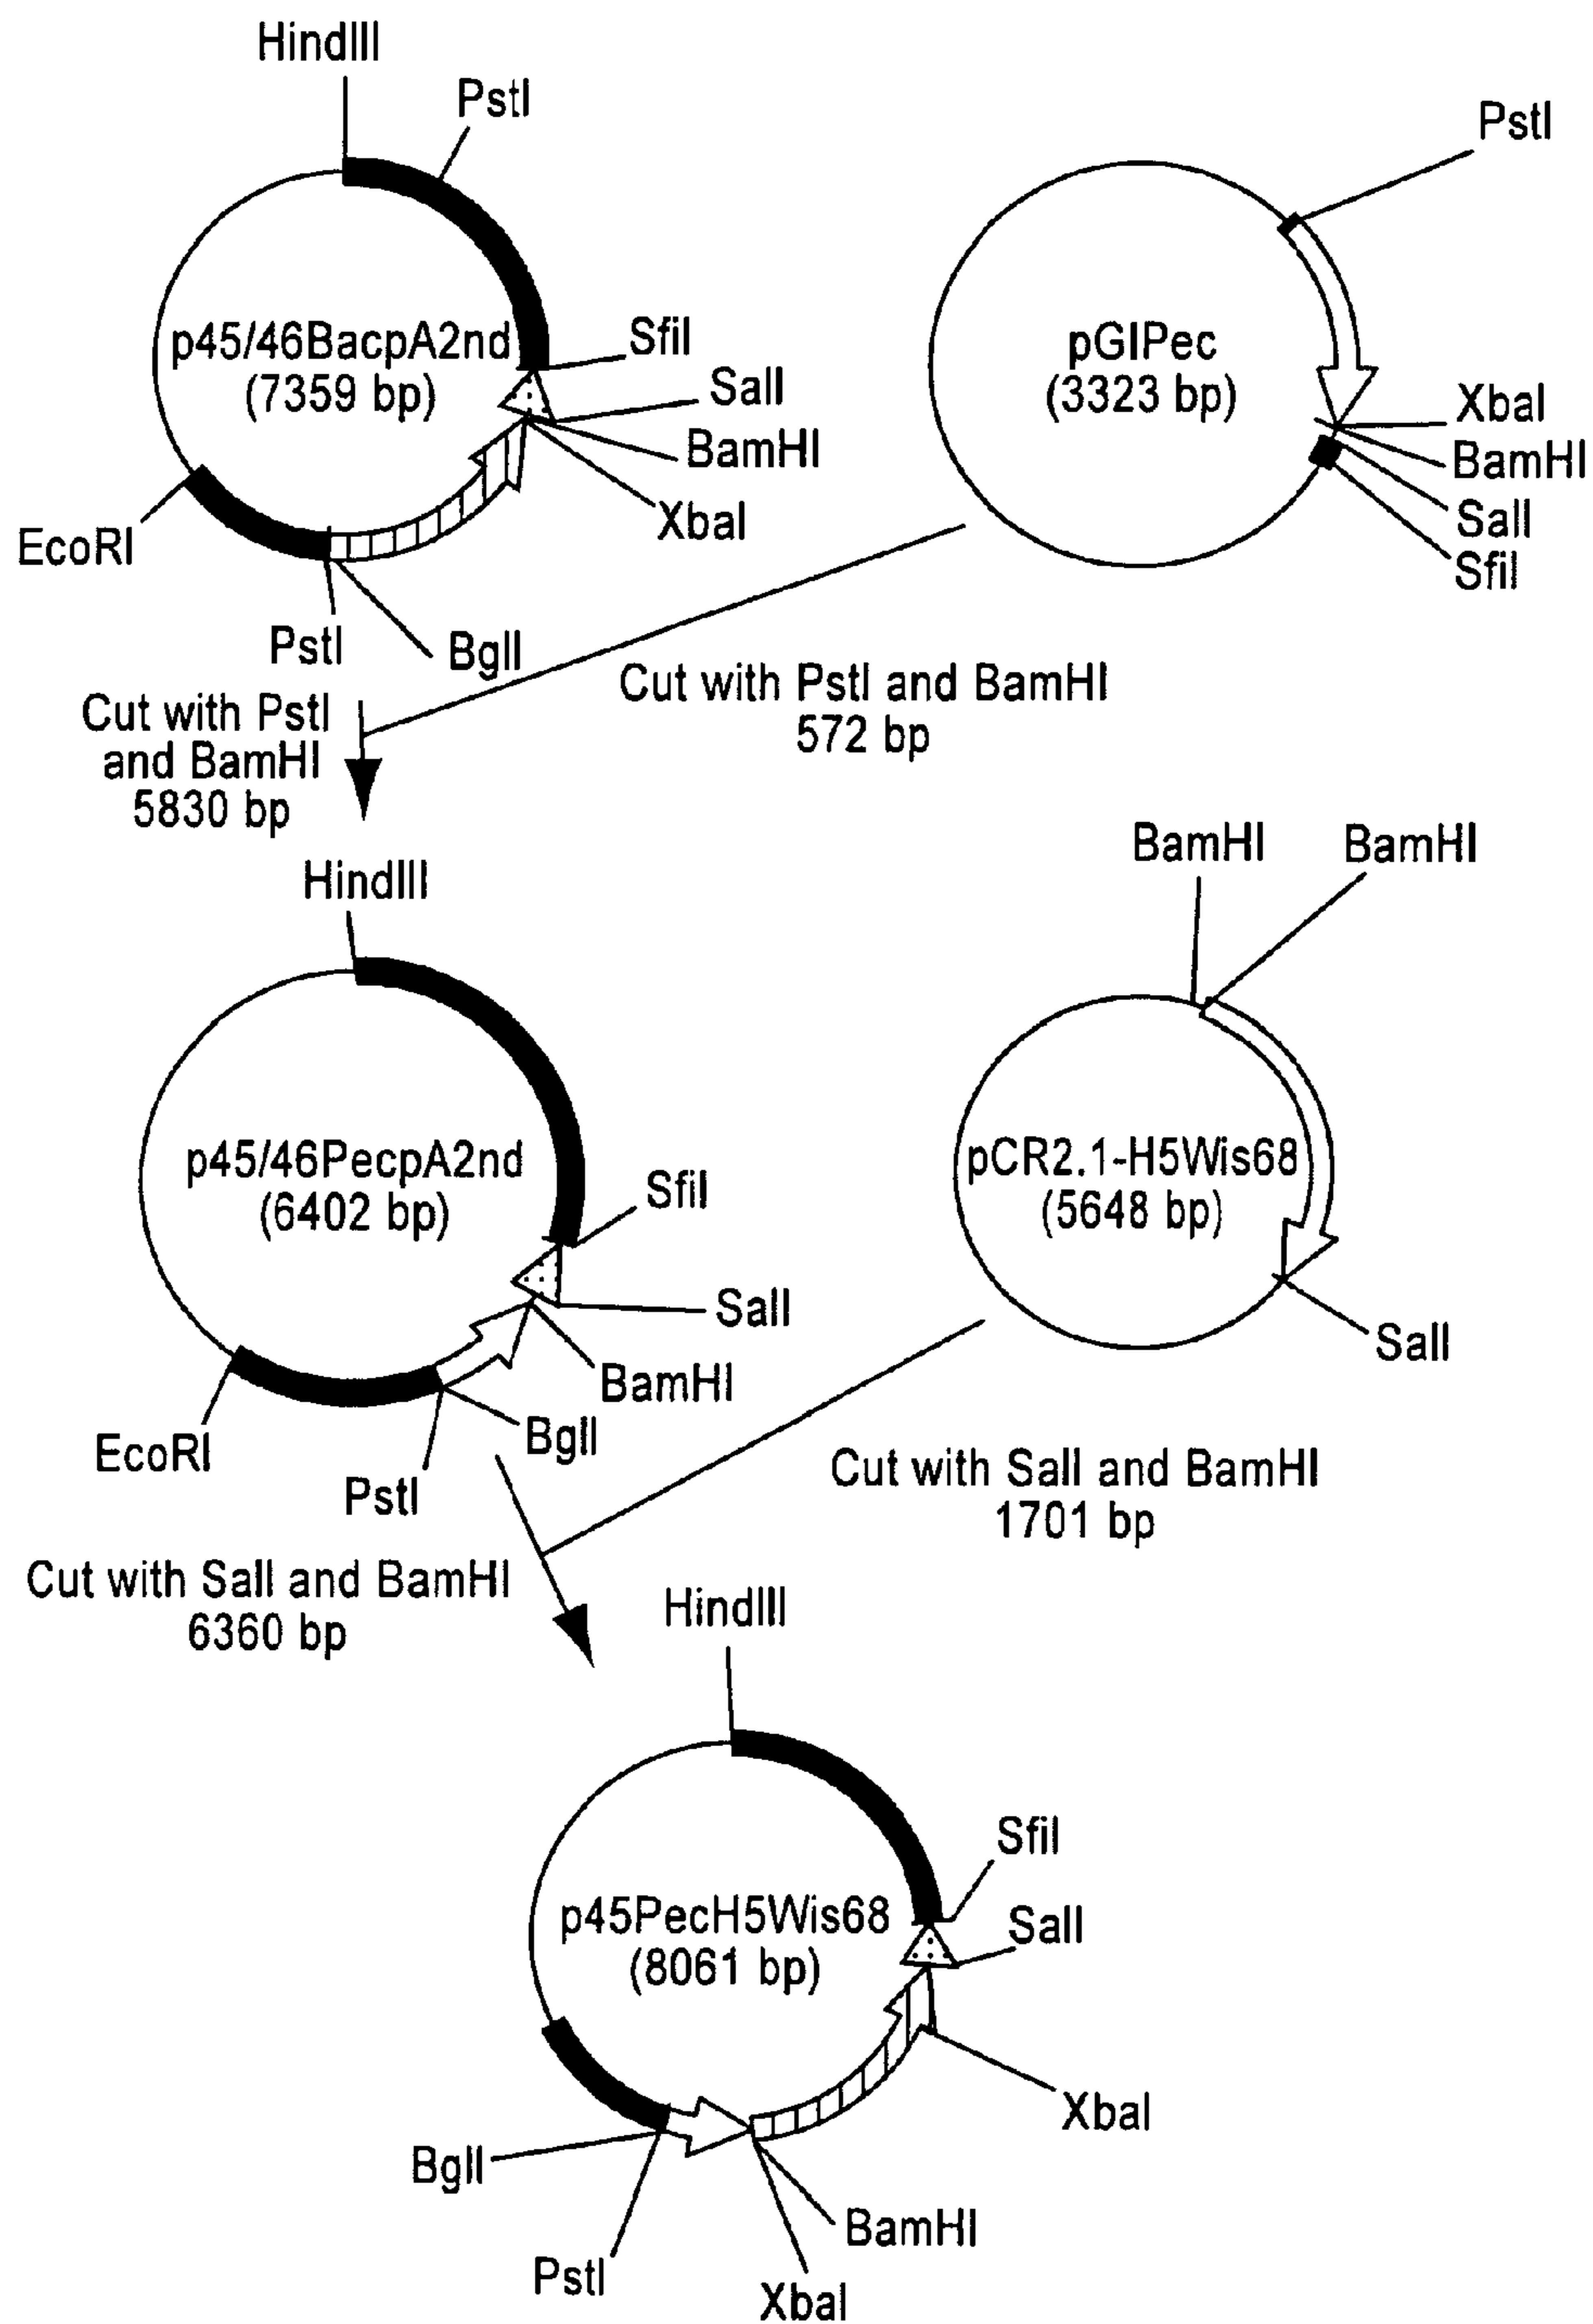 HindIII
PstI
p45/46BacpA2nd
(7359 bp)
SfiI
SalI
BamHI
XbaI
EcoRI
PstI
BglI
PstI
pGIPec
(3323 bp)
XbaI
BamHI
SalI
SfiI
Cut with PstI
and BamHI
5830 bp
Cut with PstI and BamHI
572 bp
HindIII
p45/46PecpA2nd
(6402 bp)
SfiI
SalI
BamHI
BglI
EcoRI
PstI
BamHI
BamHI
pCR2.1-H5Wis68
(5648 bp)
SalI
Cut with SalI and BamHI
1701 bp
Cut with SalI and BamHI
6360 bp
HindIII
p45PecH5Wis68
(8061 bp)
SfiI
SalI
XbaI
BglI
BamHI
PstI
XbaI